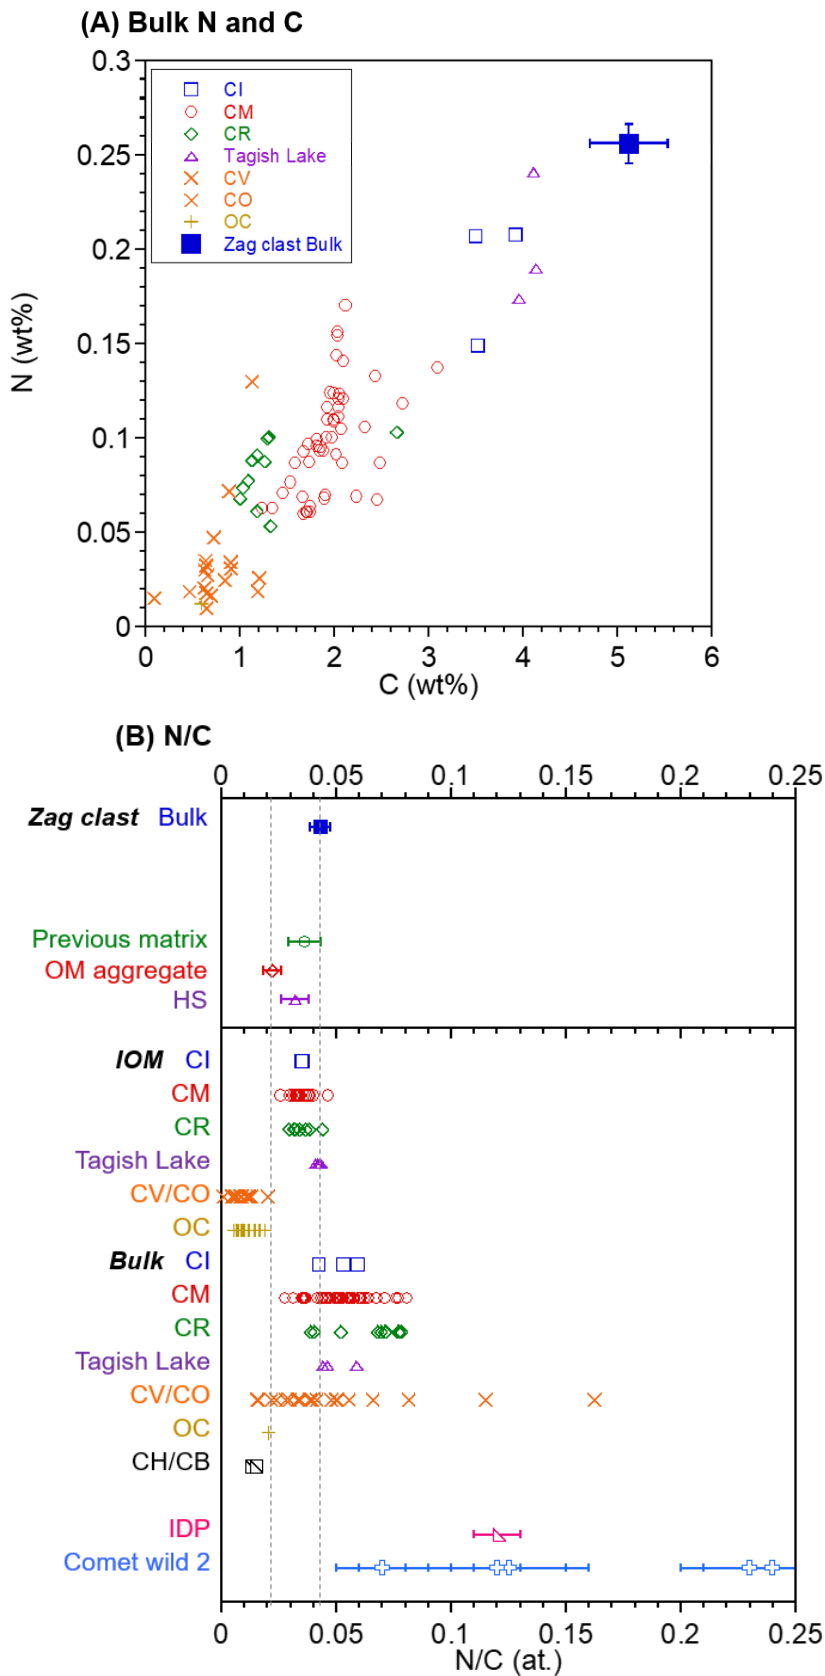 (A) Bulk N and C
0.3
0.25
0.2
0.15
0.1
0.05
0
N (wt%)
CI
CM
CR
Tagish Lake
CV
CO
OC
Zag clast Bulk
0 1 2 3 4 5 6
C (wt%)
(B) N/C
0 0.05 0.1 0.15 0.2 0.25
Zag clast Bulk
Previous matrix
OM aggregate
HS
IOM CI
CM
CR
Tagish Lake
CV/CO
OC
Bulk CI
CM
CR
Tagish Lake
CV/CO
OC
CH/CB
IDP
Comet wild 2
0 0.05 0.1 0.15 0.2 0.25
N/C (at.)